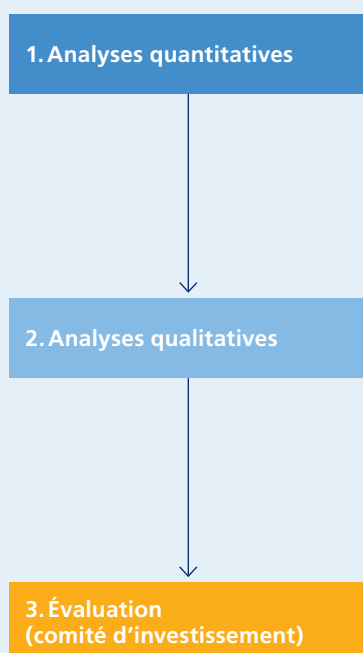 1. Analyses quantitatives
2. Analyses qualitatives
3. Évaluation
(comité d’investissement)